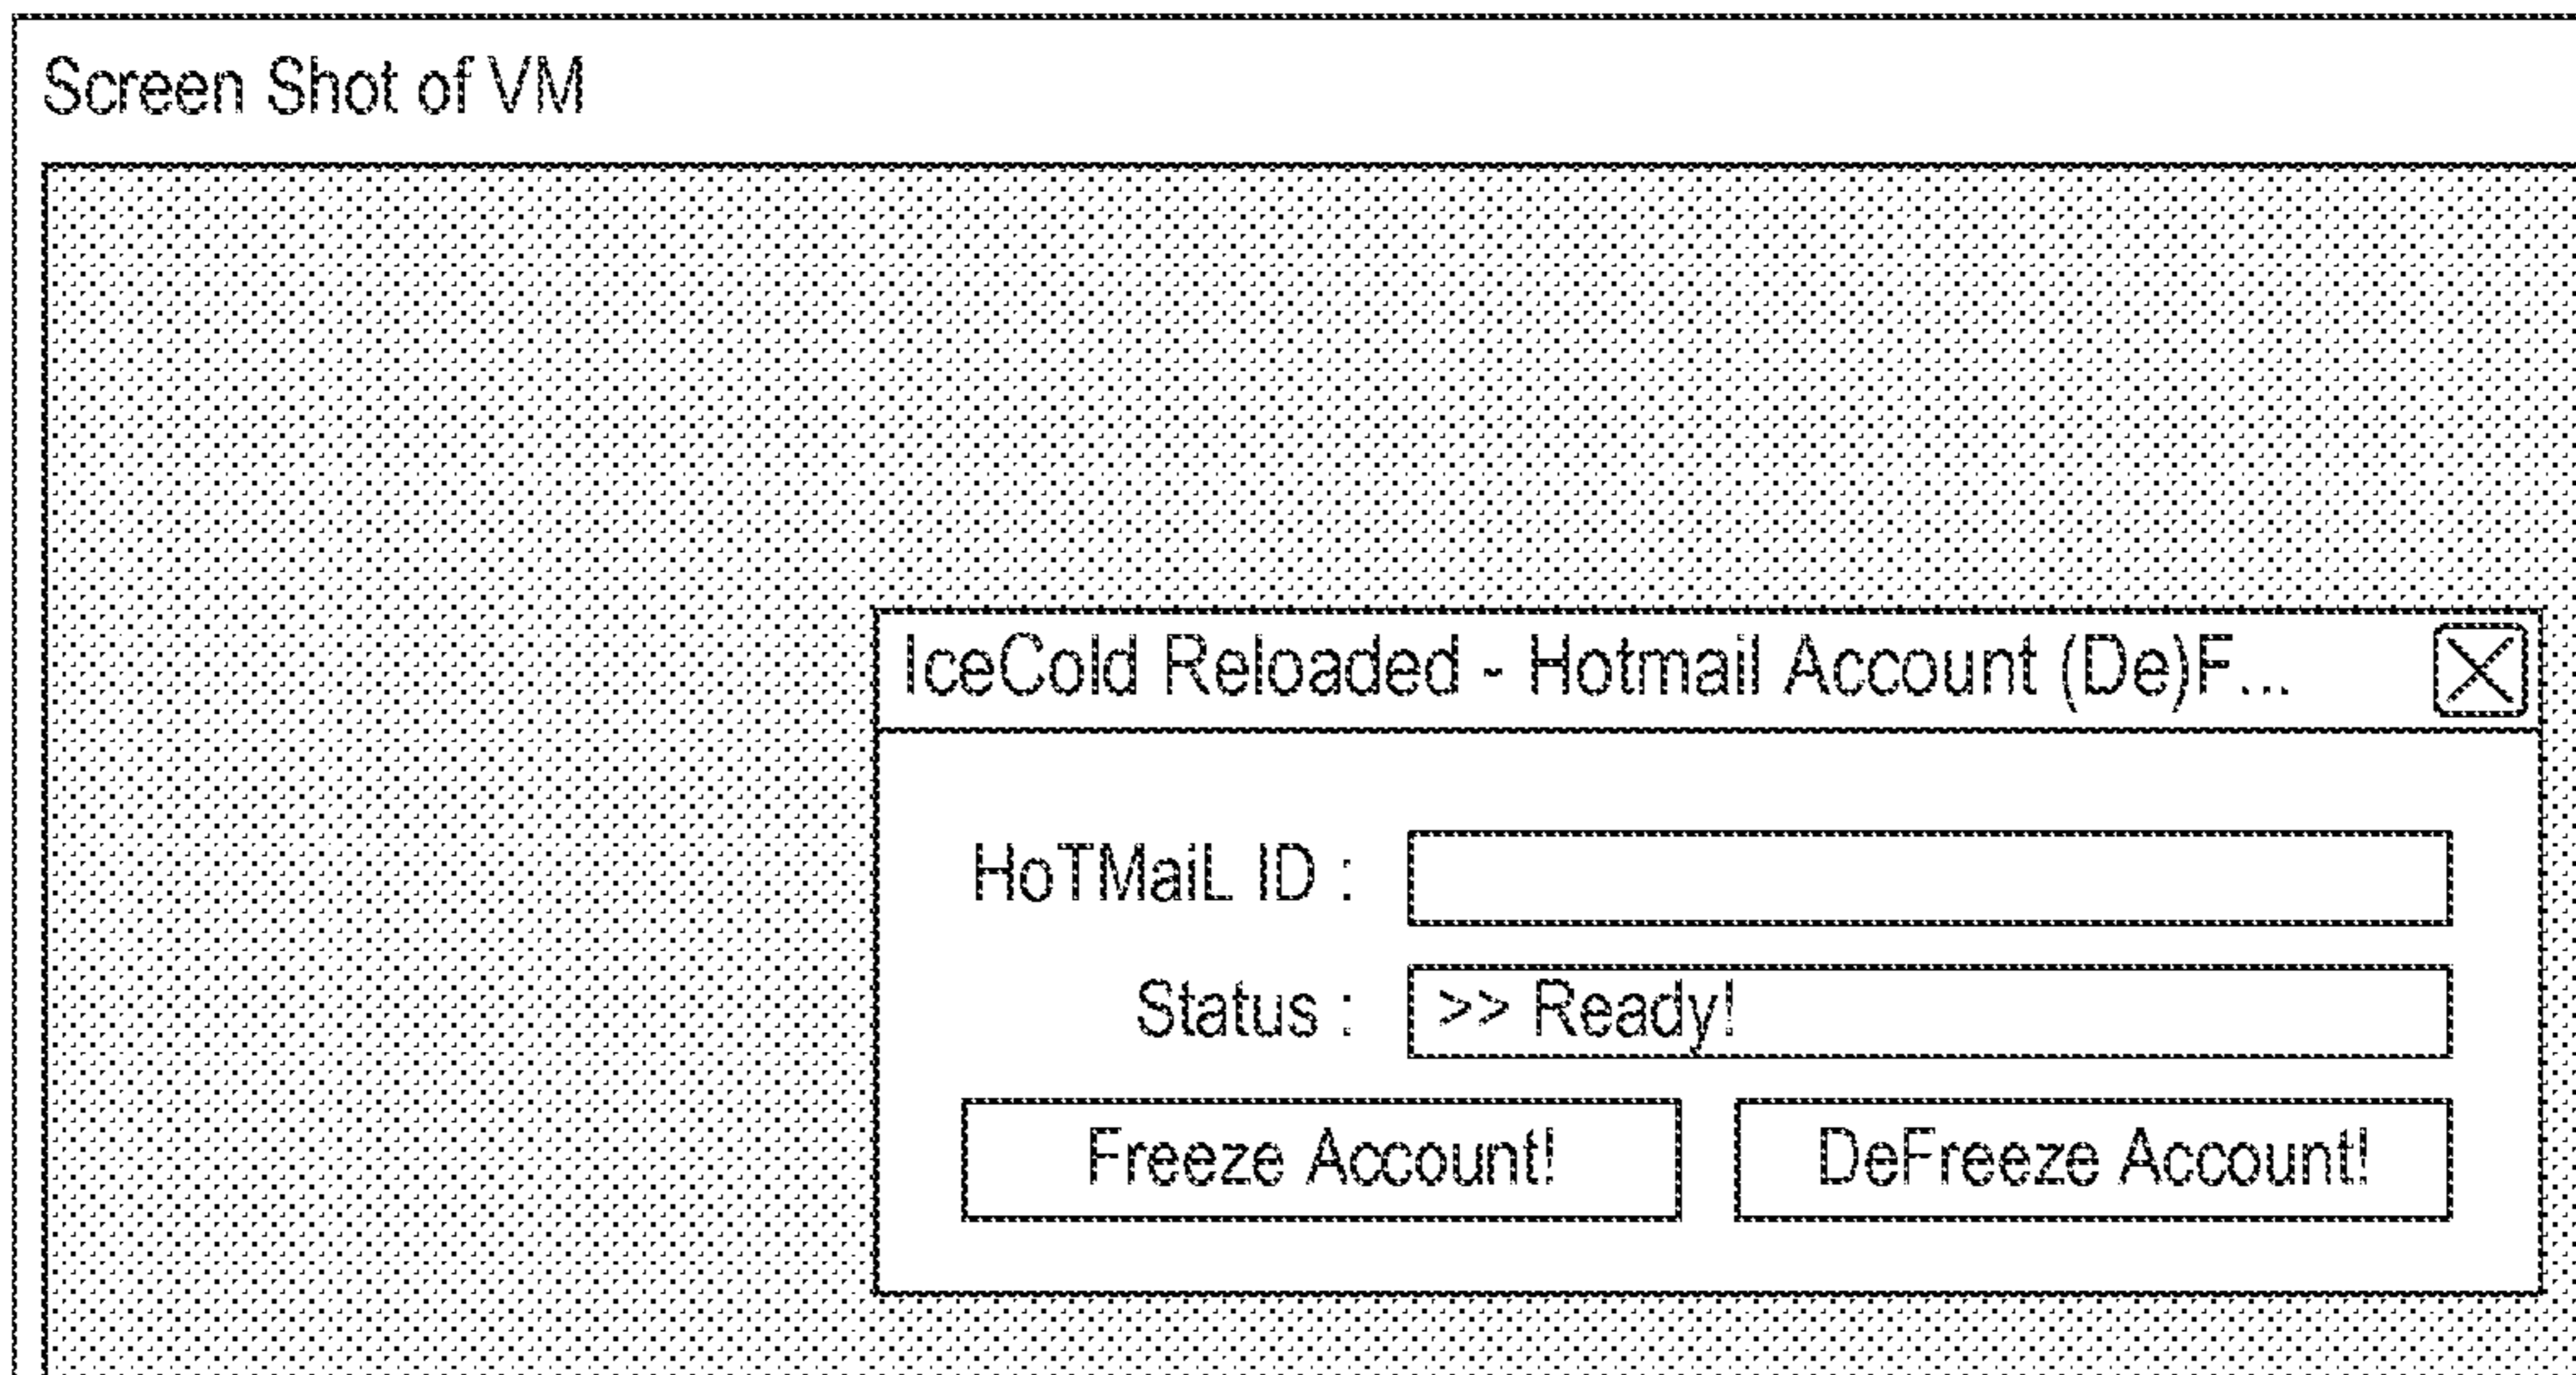 Screen Shot of VM
IceCold Reloaded - Hotmail Account (De)F...
HoTMaiL ID :
Status : >> Ready!
Freeze Account! DeFreeze Account!